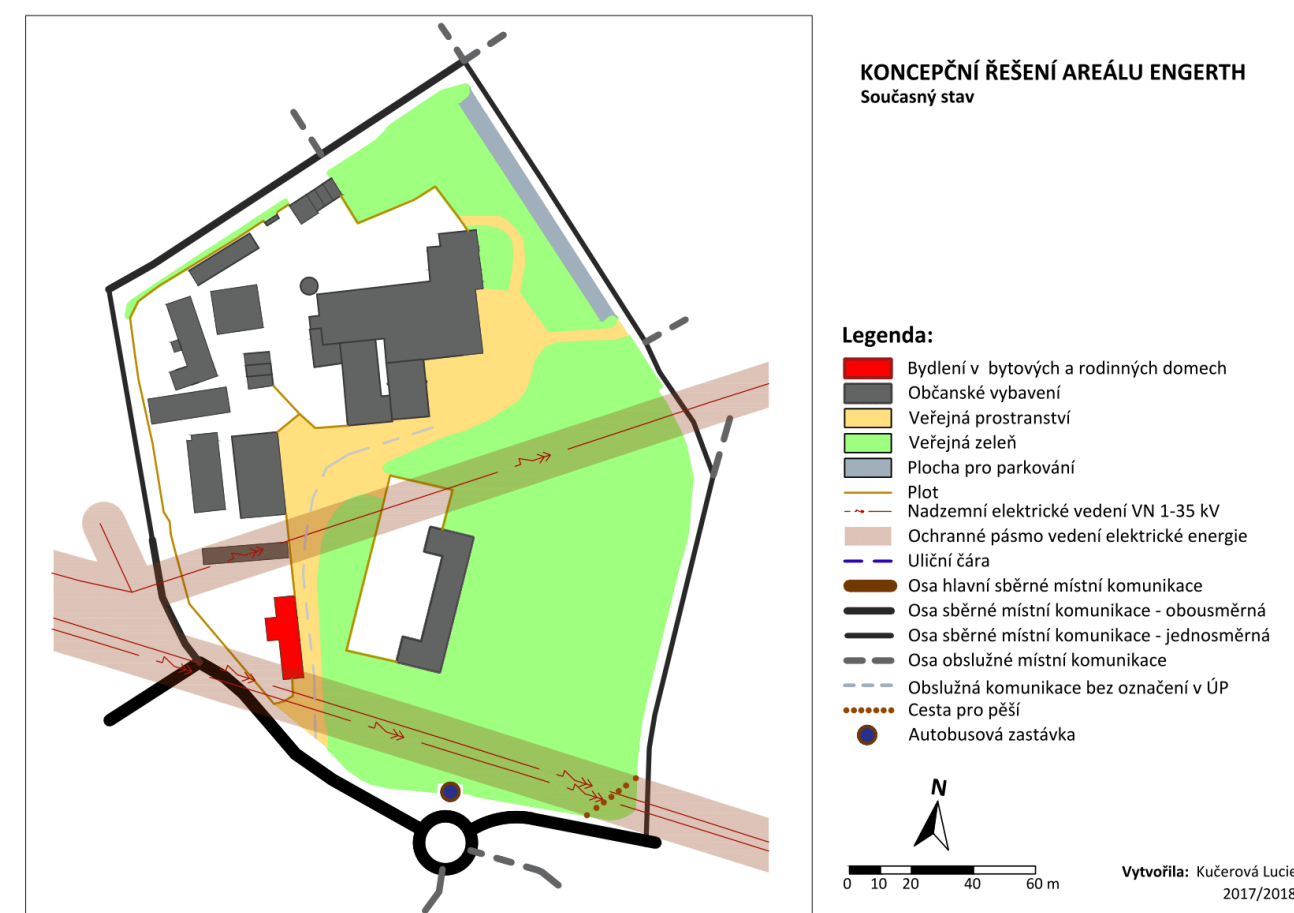 KONCEPČNÍ ŘEŠENÍ AREÁLU ENGERTH
Současný stav
Legenda:
Bydlení v bytových a rodinných domech
Občanské vybavení
Veřejná prostranství
Veřejná zeleň
Plocha pro parkování
Plot
Nadzemní elektrické vedení VN 1-35 kV
Ochranné pásmo vedení elektrické energie
Uliční čára
Osa hlavní sběrné místní komunikace
Osa sběrné místní komunikace - obousměrná
Osa sběrné místní komunikace - jednosměrná
Osa obslužné místní komunikace
Obslužná komunikace bez označení v ÚP
Cesta pro pěší
Autobusová zastávka
N
0 10 20 40 60 m
Vytvořila: Kučerová Lucie
2017/2018